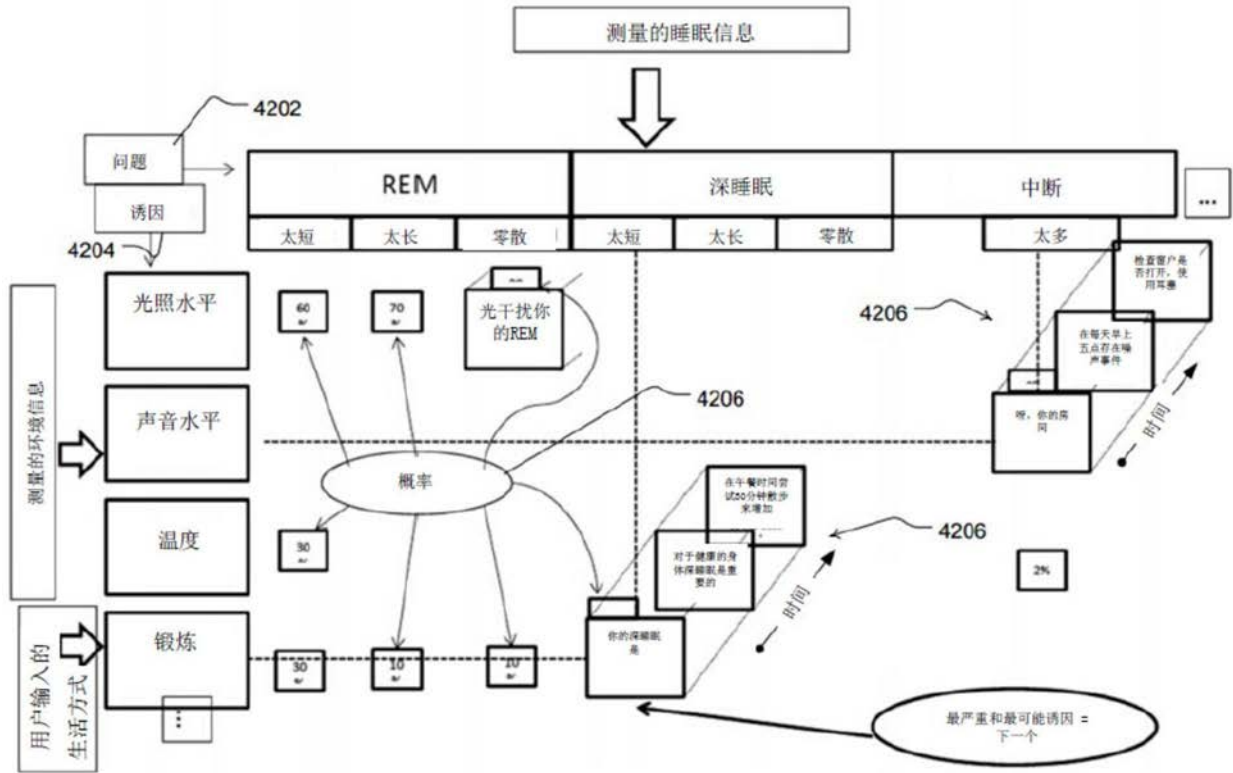 测量的睡眠信息
4202
问题
诱因
4204
REM
深睡眠
中断
...
太短
太长
零散
太短
太长
零散
太多
测量的环境信息
光照水平
60
70
光干扰你
的REM
4206
检查窗户是
否打开，使
用耳塞
在每天早上
五点存在噪
声事件
呀，你的房
间
时间
声音水平
4206
概率
温度
30
在午餐时间尝
试30分钟散步
来增加
对于健康的身
体深睡眠是重
要的
4206
2%
时间
用户输入的
生活方式
锻炼
...
30
10
10
你的深睡眠
是
最严重和最可能诱因 =
下一个